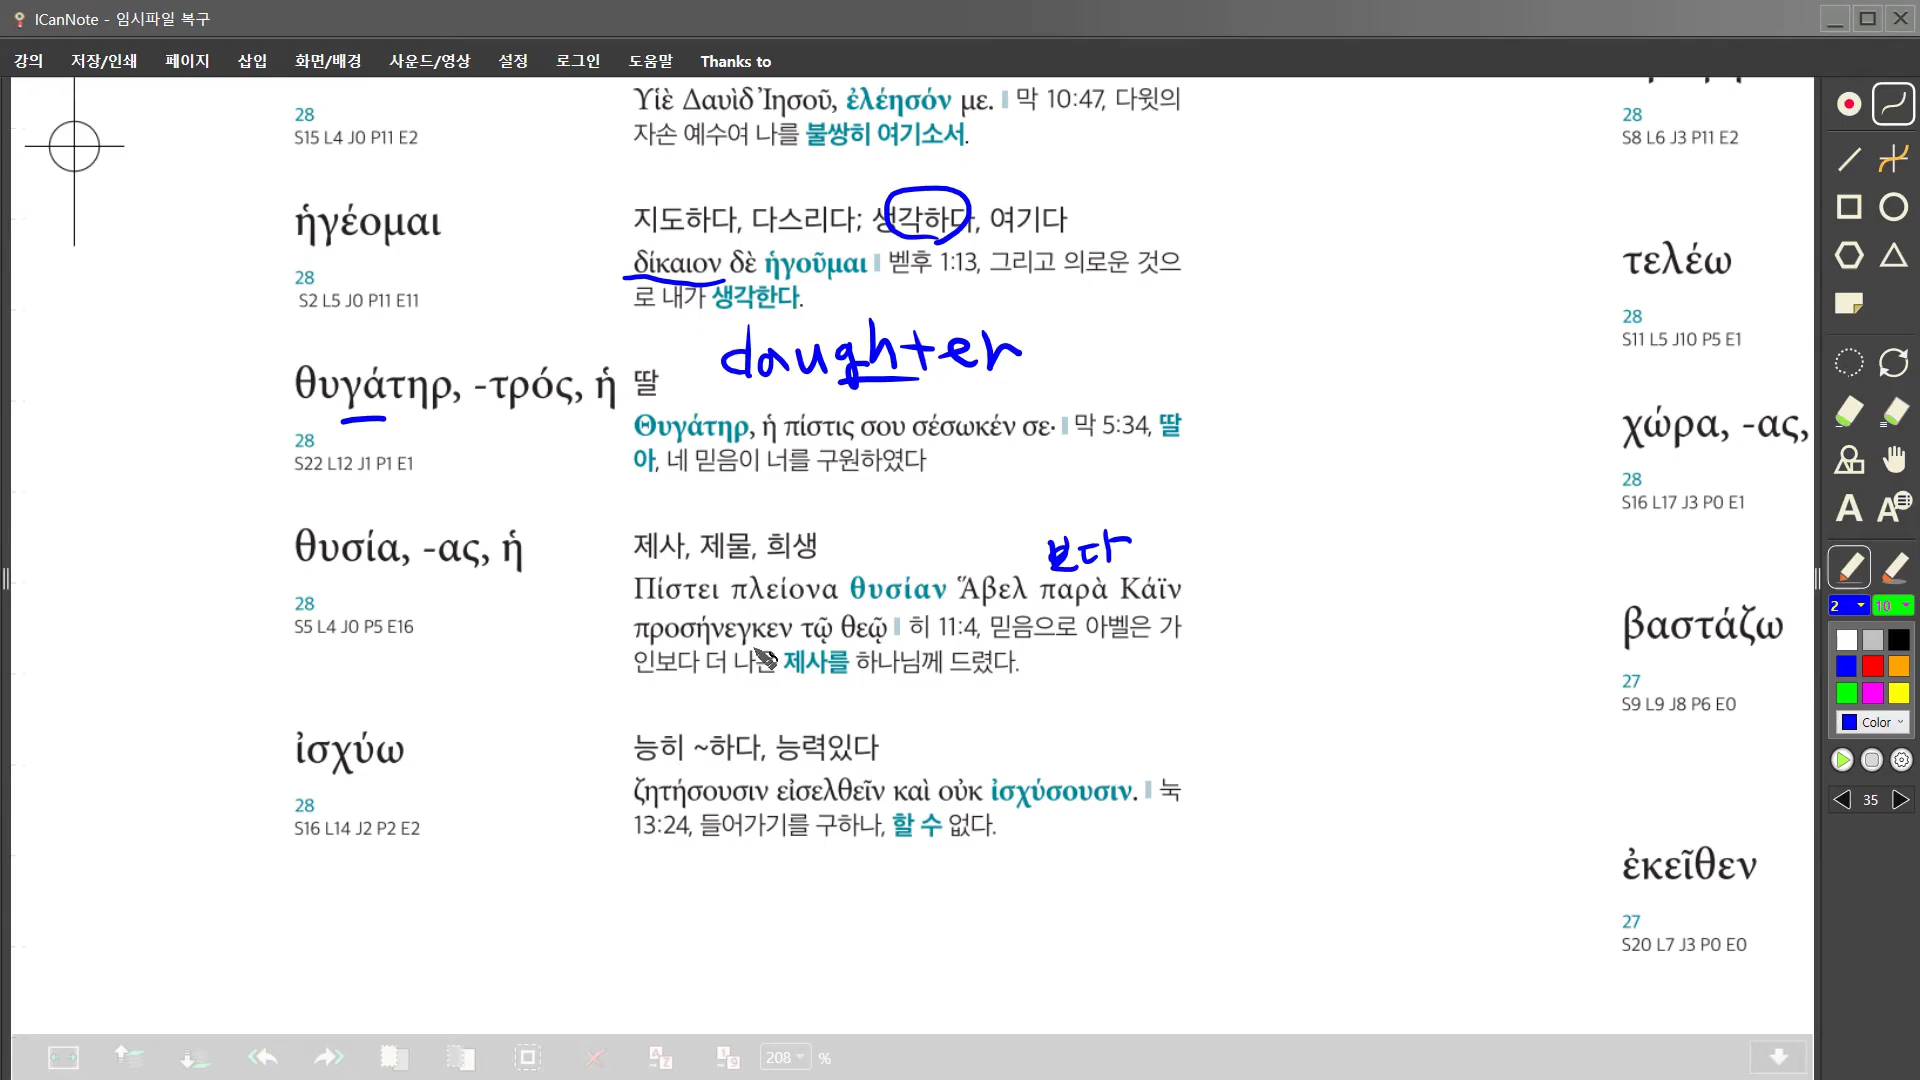 ICanNote - 임시파일 복구
강의 저장/인쇄 페이지 삽입 화면/배경 사운드/영상 설정 로그인 도움말 Thanks to
28
S15 L4 J0 P11 E2
Υἱὲ Δαυὶδ Ἰησοῦ, ἐλέησόν με. 막 10:47, 다윗의
자손 예수여 나를 불쌍히 여기소서.
ἡγέομαι
28
S2 L5 J0 P11 E11
지도하다, 다스리다; 생각하다, 여기다
δίκαιον δὲ ἡγοῦμαι 벧후 1:13, 그리고 의로운 것으
로 내가 생각한다.
daughter
θυγάτηρ, -τρός, ἡ
28
S22 L12 J1 P1 E1
딸
Θυγάτηρ, ἡ πίστις σου σέσωκέν σε· 막 5:34, 딸
아, 네 믿음이 너를 구원하였다
θυσία, -ας, ἡ
28
S5 L4 J0 P5 E16
제사, 제물, 희생
보다
Πίστει πλείονα θυσίαν Ἅβελ παρὰ Κάϊν
προσήνεγκεν τῷ θεῷ 히 11:4, 믿음으로 아벨은 가
인보다 더 나은 제사를 하나님께 드렸다.
ἰσχύω
28
S16 L14 J2 P2 E2
능히 ~하다, 능력있다
ζητήσουσιν εἰσελθεῖν καὶ οὐκ ἰσχύσουσιν. 눅
13:24, 들어가기를 구하나, 할 수 없다.
28
S8 L6 J3 P11 E2
τελέω
28
S11 L5 J10 P5 E1
χώρα, -ας,
28
S16 L17 J3 P0 E1
βαστάζω
27
S9 L9 J8 P6 E0
ἐκεῖθεν
27
S20 L7 J3 P0 E0
A A
2 10
Color
35
208 %